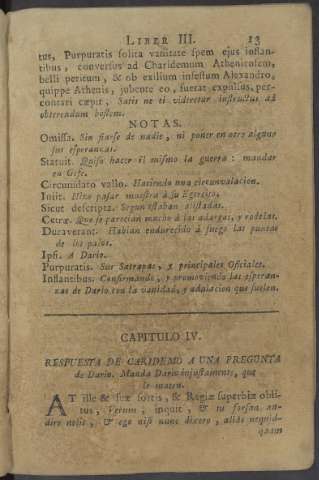 LIBER III. 13
tus, Purpuratis solita vanitate spem ejus inflan-
tibus, conversus ad Charidemum Atheniensem,
belli peritum, & ob exilium infestum Alexandro,
quippe Athenis, jubente eo, fuerat expulsus, per-
contari cœpit, Satis ne ei videretur instructus ad
obterendum hostem.
NOTAS.
Omissa. Sin fiarse de nadie, ni poner en otro alguno
sus esperanzas.
Statuit. Quiso hacer él mismo la guerra: mandar
en Gefe.
Circumdato vallo. Haciendo una circunvalacion.
Iniit. Hizo pasar muestra à su Egercito.
Sicut descripta. Segun estaban alistadas.
Cetræ. Que se parecian mucho à las adargas, y rodelas.
Duraverant. Habian endurecido à fuego las puntas
de los palos.
Ipsi. A Dario.
Purpuratis. Sus Satrapas, y principales Oficiales.
Inflantibus. Confirmando, y promoviendo las esperan-
zas de Dario con la vanidad, y adulacion que suelen.
CAPITULO IV.
RESPUESTA DE CARIDEMO A UNA PREGUNTA
de Dario. Manda Dario injustamente, que
le maten.
AT ille & suæ sortis, & Regiæ superbiæ obli-
tus, Verum, inquit, & tu forsan au-
dire nolis, & ego nisi nunc dixero, aliàs nequid-
quam